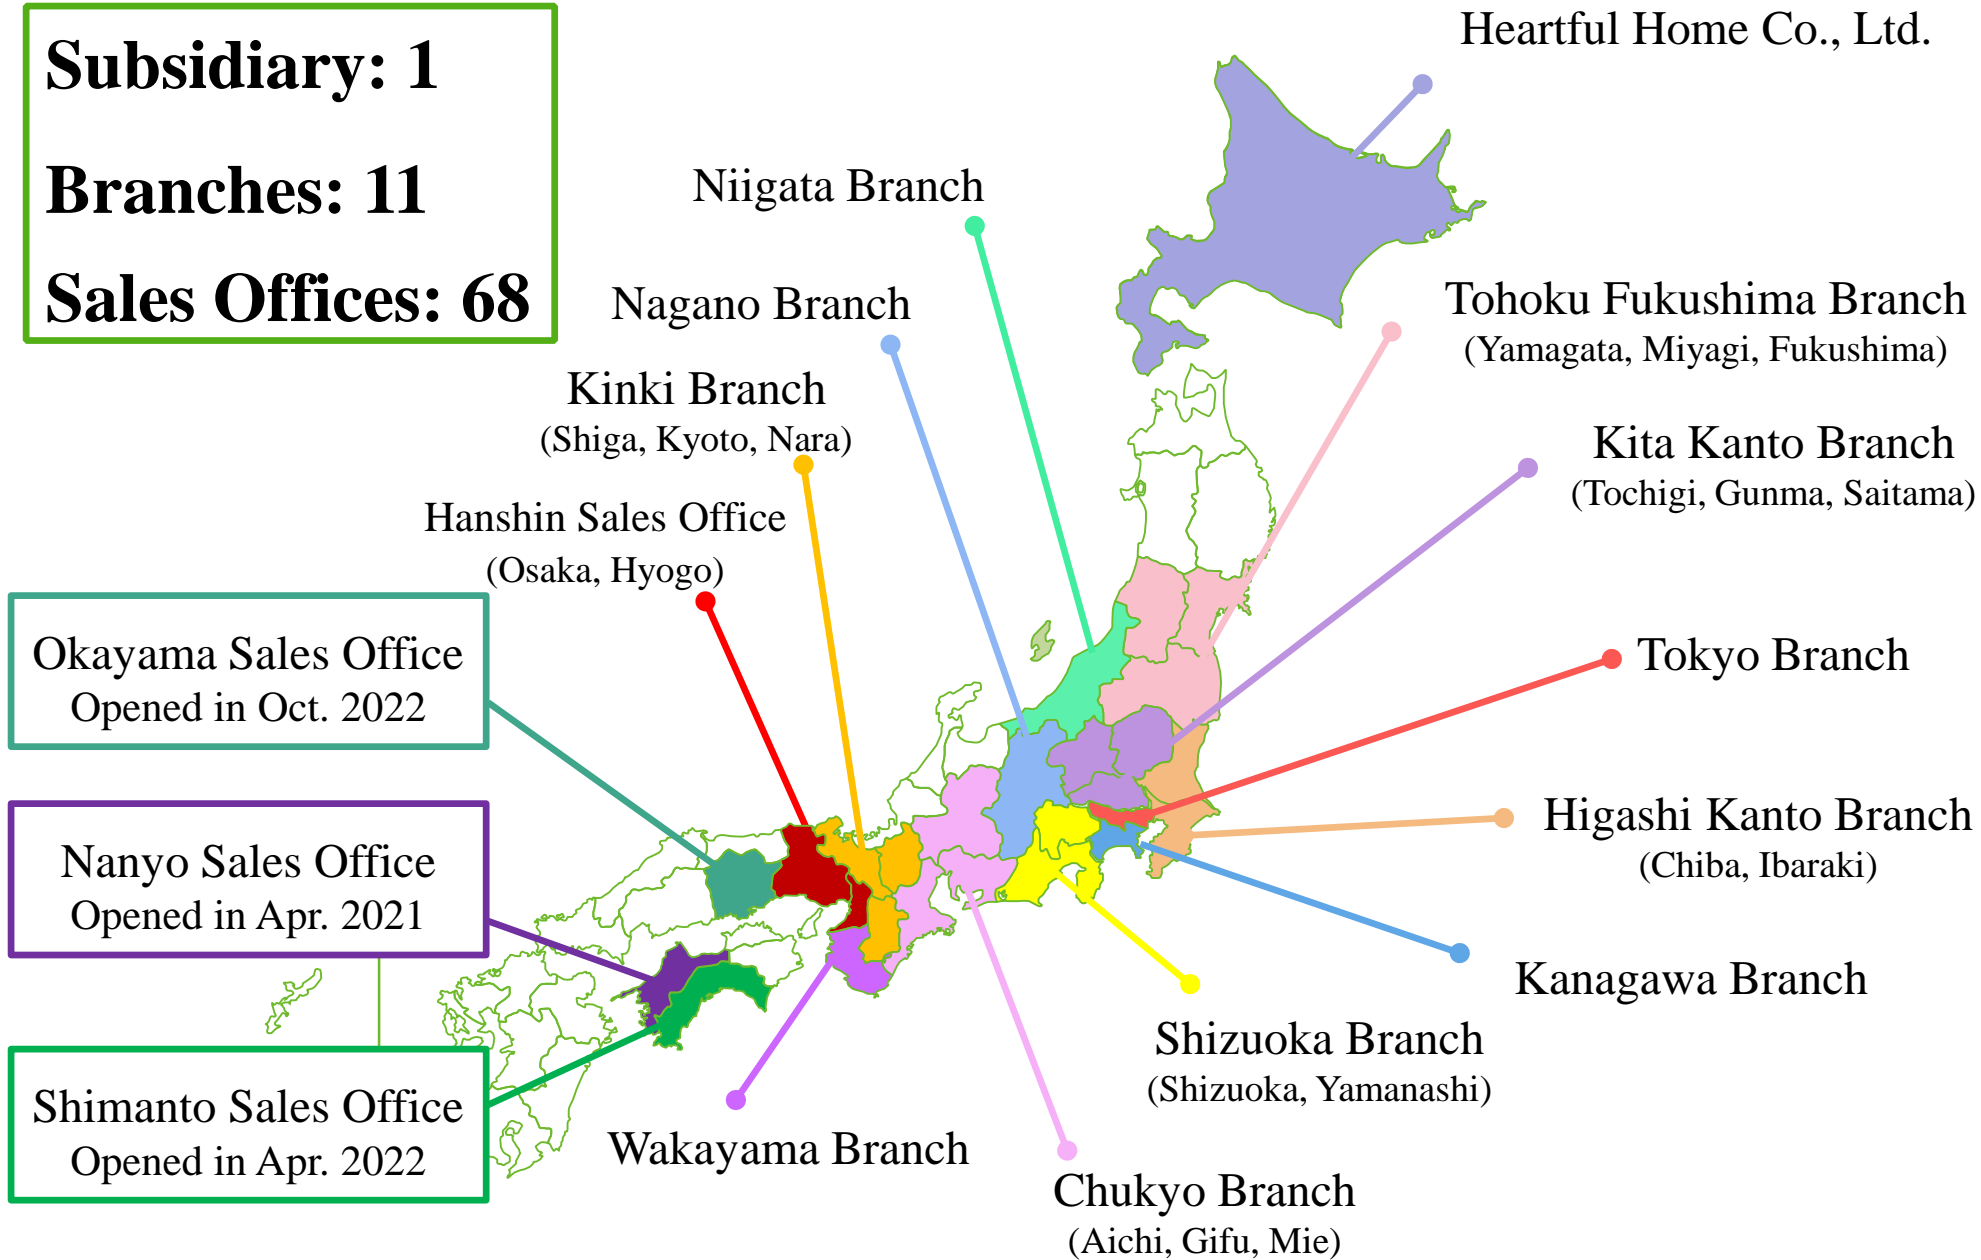 Subsidiary: 1
Branches: 11
Sales Offices: 68
Heartful Home Co., Ltd.
Niigata Branch
Nagano Branch
Tohoku Fukushima Branch
(Yamagata, Miyagi, Fukushima)
Kinki Branch
(Shiga, Kyoto, Nara)
Kita Kanto Branch
(Tochigi, Gunma, Saitama)
Hanshin Sales Office
(Osaka, Hyogo)
Okayama Sales Office
Opened in Oct. 2022
Tokyo Branch
Nanyo Sales Office
Opened in Apr. 2021
Higashi Kanto Branch
(Chiba, Ibaraki)
Kanagawa Branch
Shizuoka Branch
(Shizuoka, Yamanashi)
Shimanto Sales Office
Opened in Apr. 2022
Wakayama Branch
Chukyo Branch
(Aichi, Gifu, Mie)